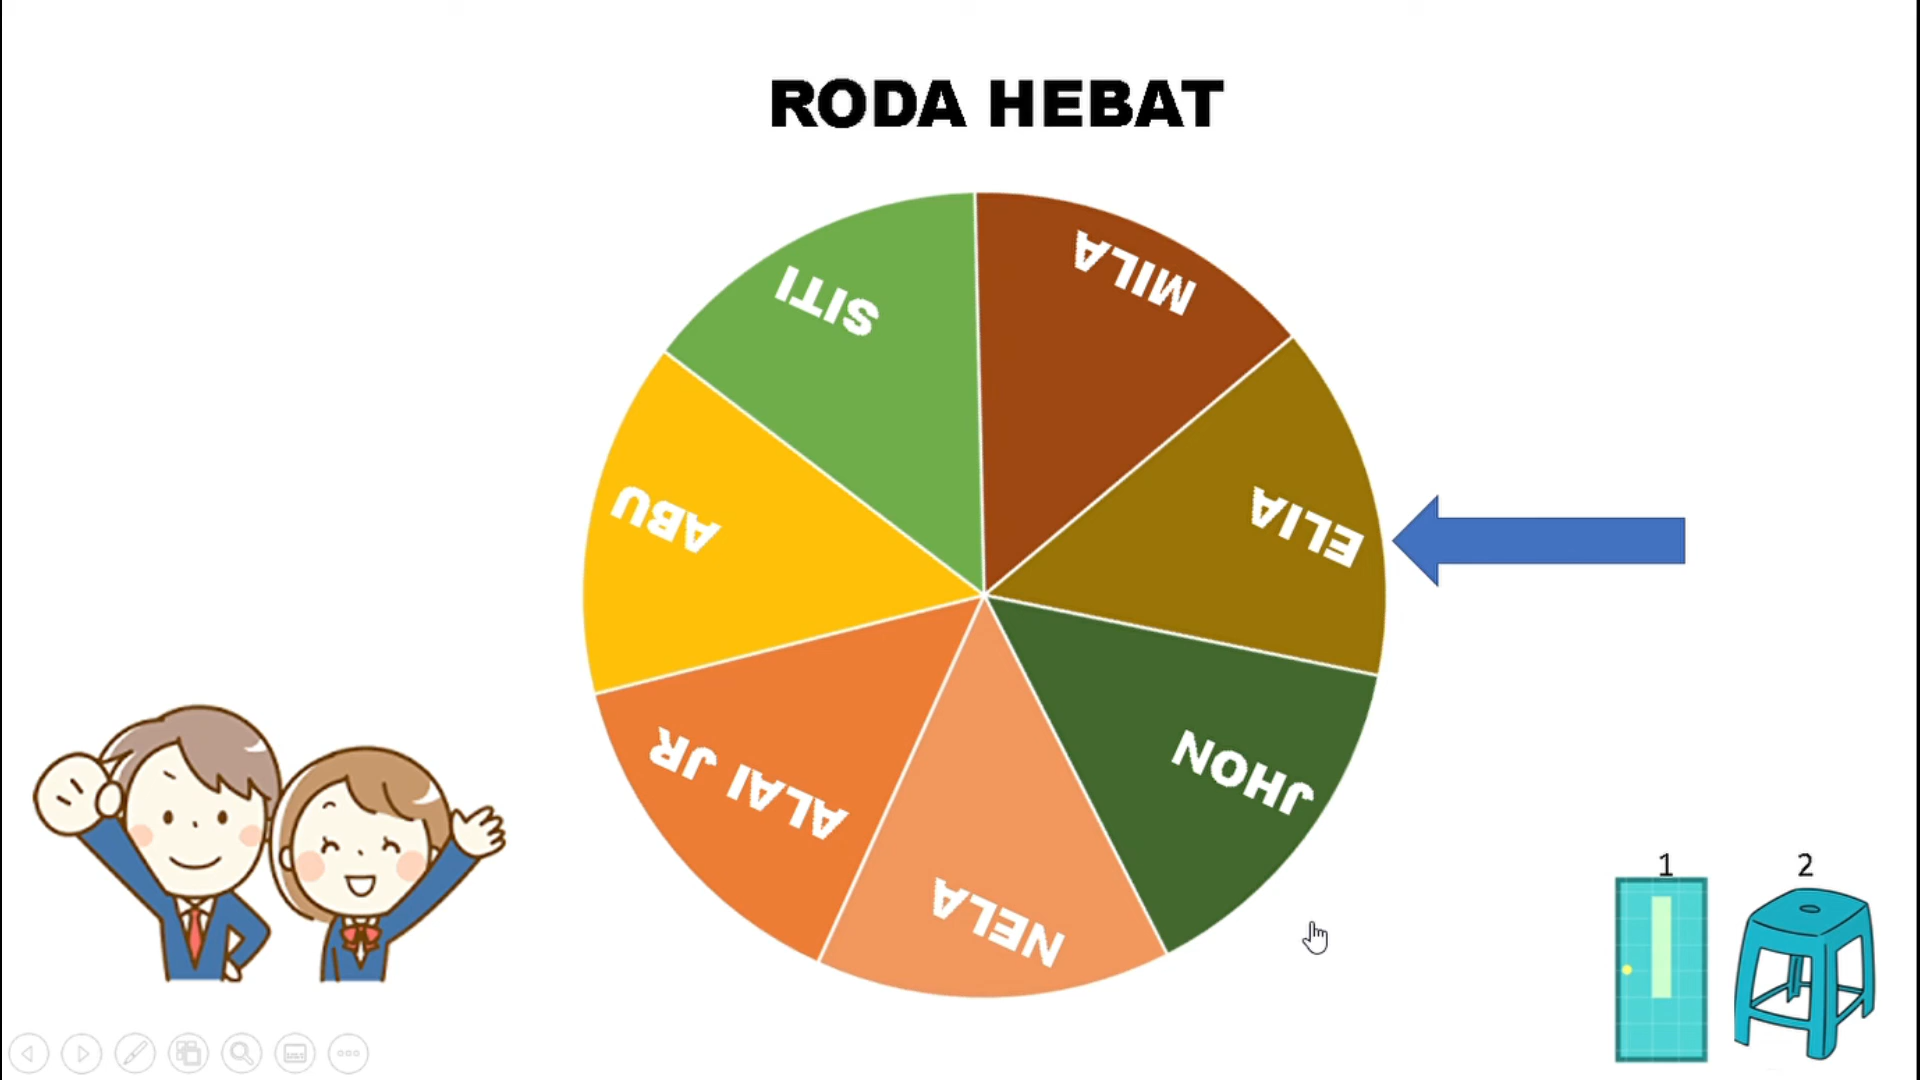 RODA HEBAT
MILA
SITI
ELIA
ABU
JHON
ALAI JR
NELA
1
2